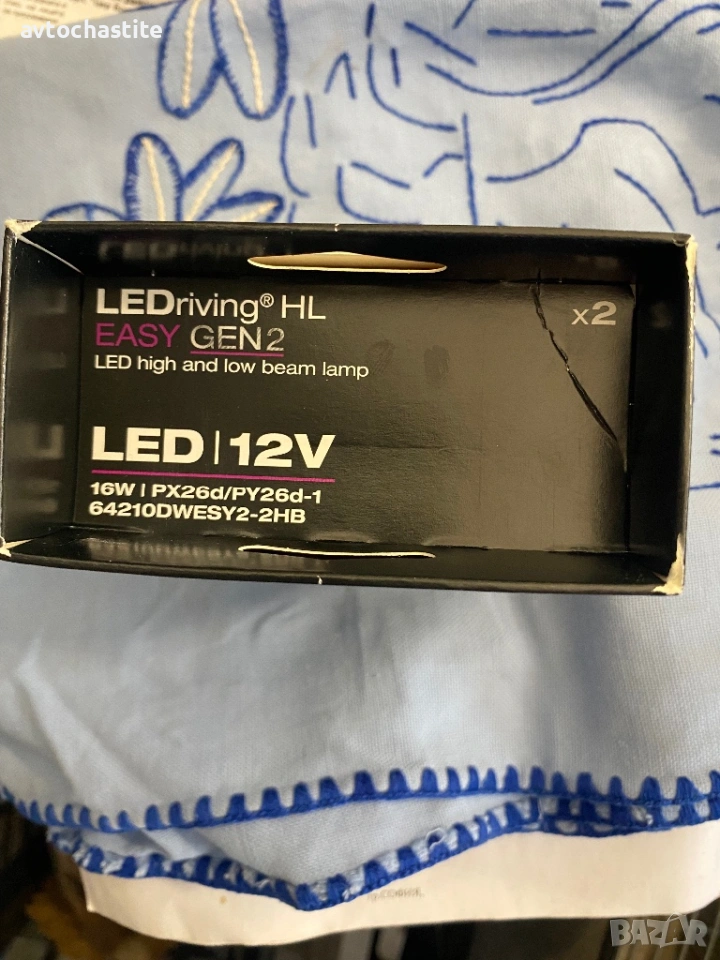 avtochastite
LEDriving® HL
x2
EASY GEN2
LED high and low beam lamp
LED | 12V
16W | PX26d/PY26d-1
64210DWESY2-2HB
BAZAR